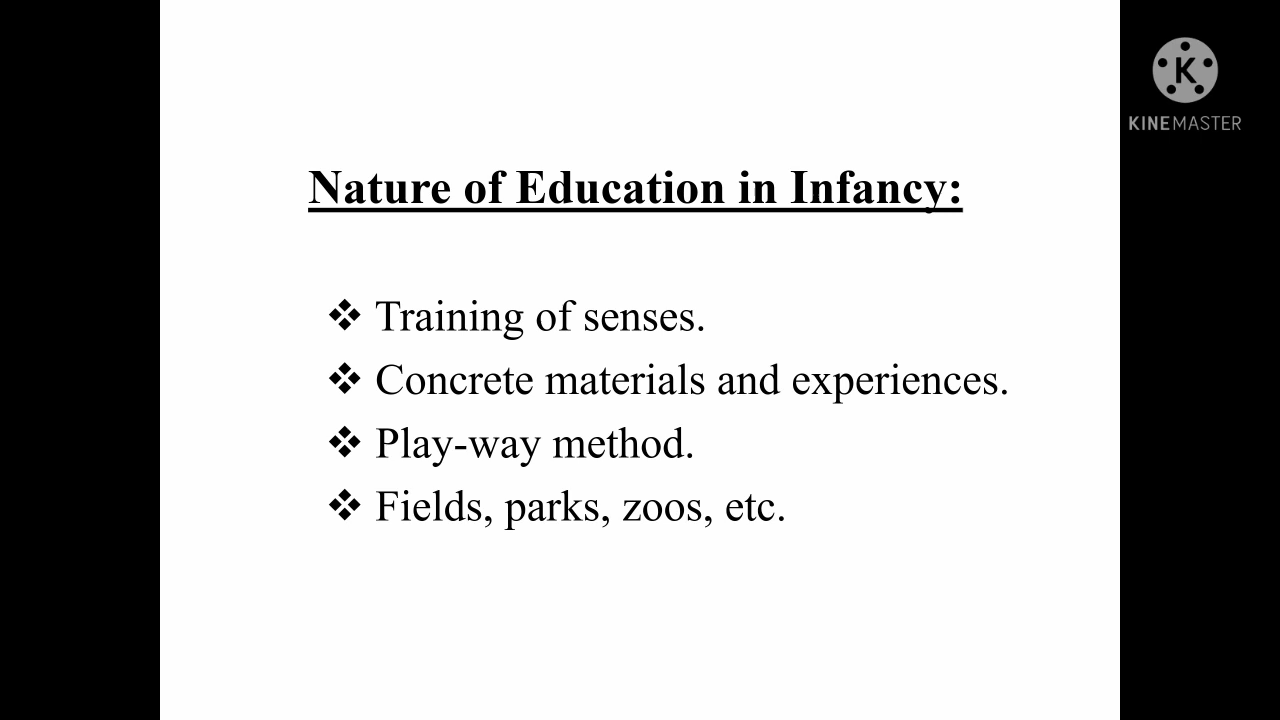 Nature of Education in Infancy:
❖ Training of senses.
❖ Concrete materials and experiences.
❖ Play-way method.
❖ Fields, parks, zoos, etc.
K
KINEMASTER